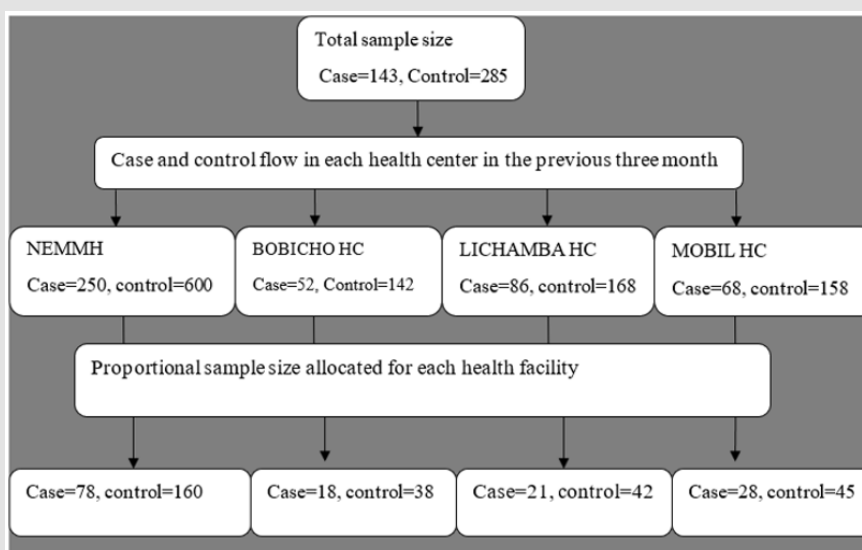 Total sample size
Case=143, Control=285
Case and control flow in each health center in the previous three month
NEMMH
Case=250, control=600
BOBICHO HC
Case=52, Control=142
LICHAMBA HC
Case=86, control=168
MOBIL HC
Case=68, control=158
Proportional sample size allocated for each health facility
Case=78, control=160
Case=18, control=38
Case=21, control=42
Case=28, control=45